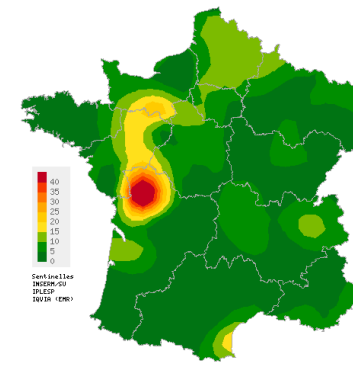 40
35
30
25
20
15
10
5
0
Sentinelles
INSERM/SU
IPLESP
IQVIA (EMR)